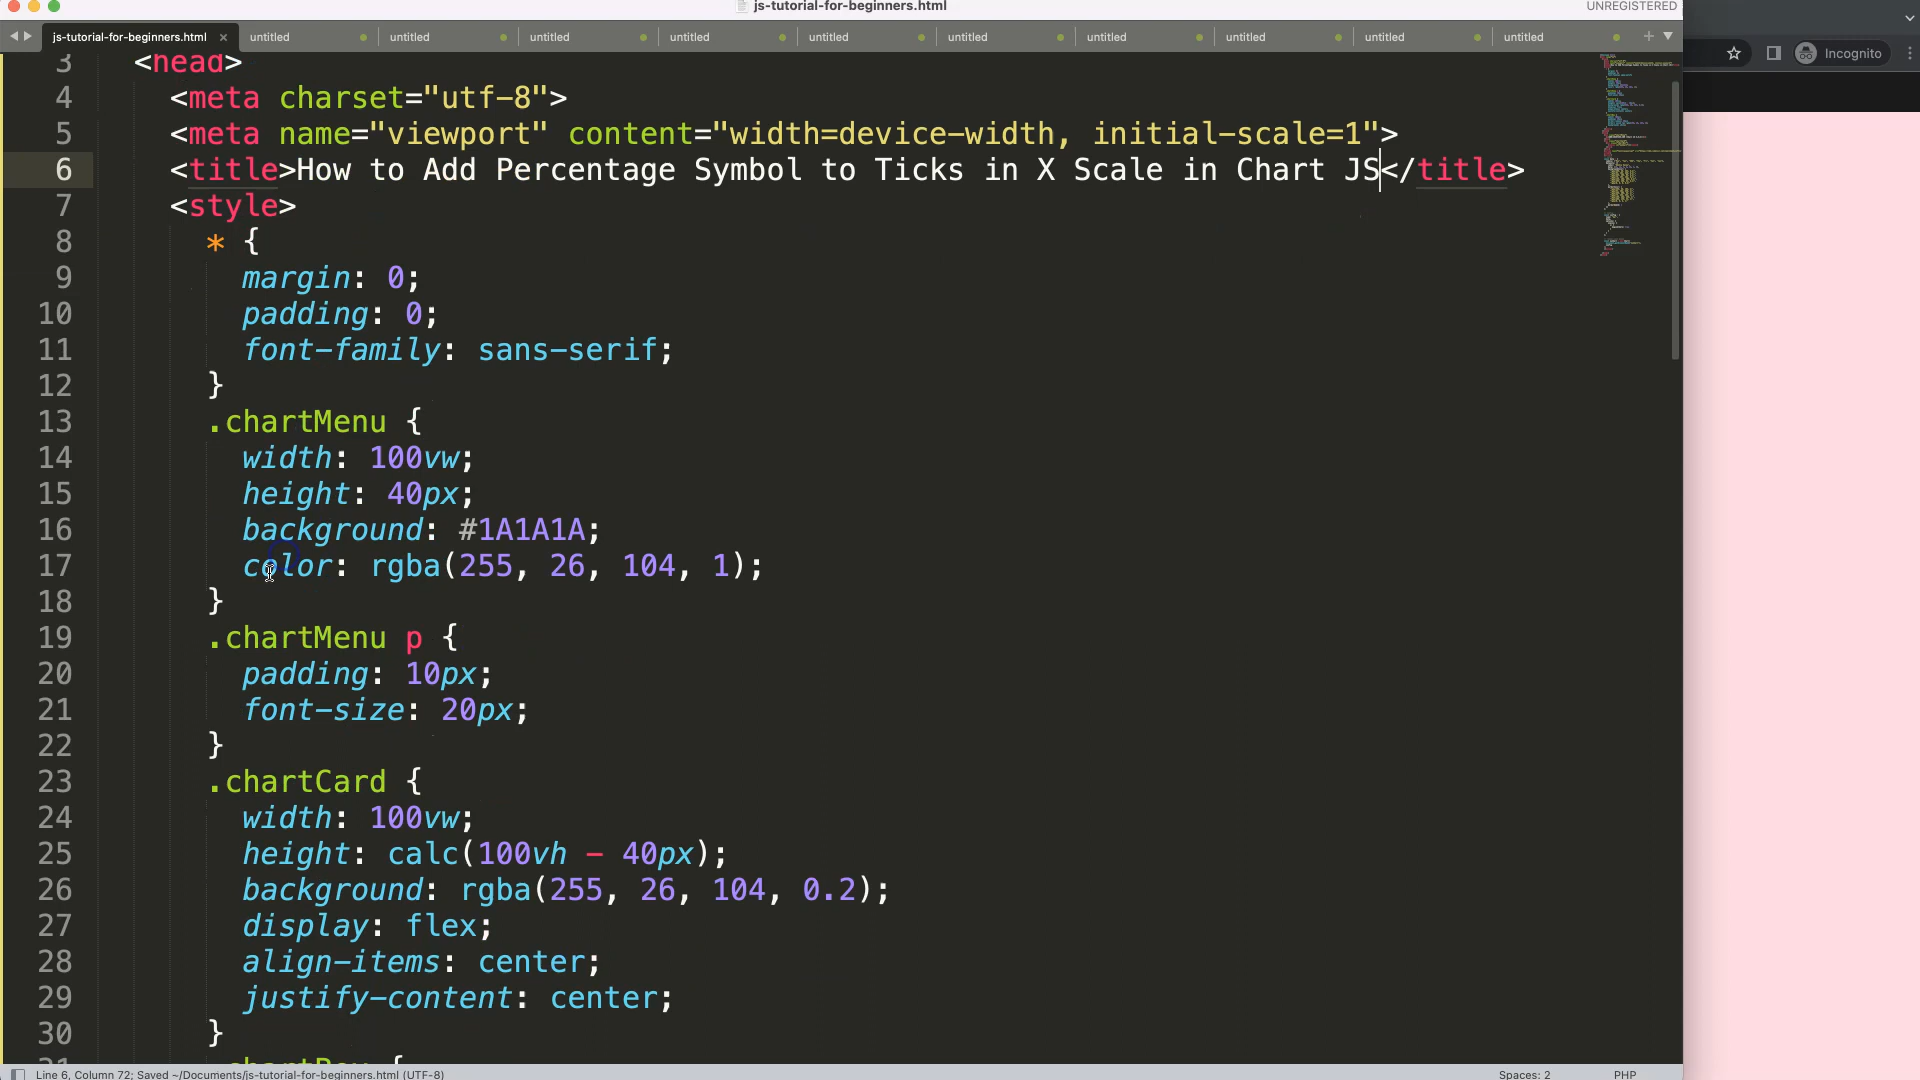 js-tutorial-for-beginners.html
UNREGISTERED
js-tutorial-for-beginners.html × untitled untitled untitled untitled untitled untitled untitled untitled untitled untitled
Incognito
3 <head>
4 <meta charset="utf-8">
5 <meta name="viewport" content="width=device-width, initial-scale=1">
6 <title>How to Add Percentage Symbol to Ticks in X Scale in Chart JS</title>
7 <style>
8 * {
9 margin: 0;
10 padding: 0;
11 font-family: sans-serif;
12 }
13 .chartMenu {
14 width: 100vw;
15 height: 40px;
16 background: #1A1A1A;
17 color: rgba(255, 26, 104, 1);
18 }
19 .chartMenu p {
20 padding: 10px;
21 font-size: 20px;
22 }
23 .chartCard {
24 width: 100vw;
25 height: calc(100vh - 40px);
26 background: rgba(255, 26, 104, 0.2);
27 display: flex;
28 align-items: center;
29 justify-content: center;
30 }
31 .chartBox {
Line 6, Column 72; Saved ~/Documents/js-tutorial-for-beginners.html (UTF-8)
Spaces: 2
PHP